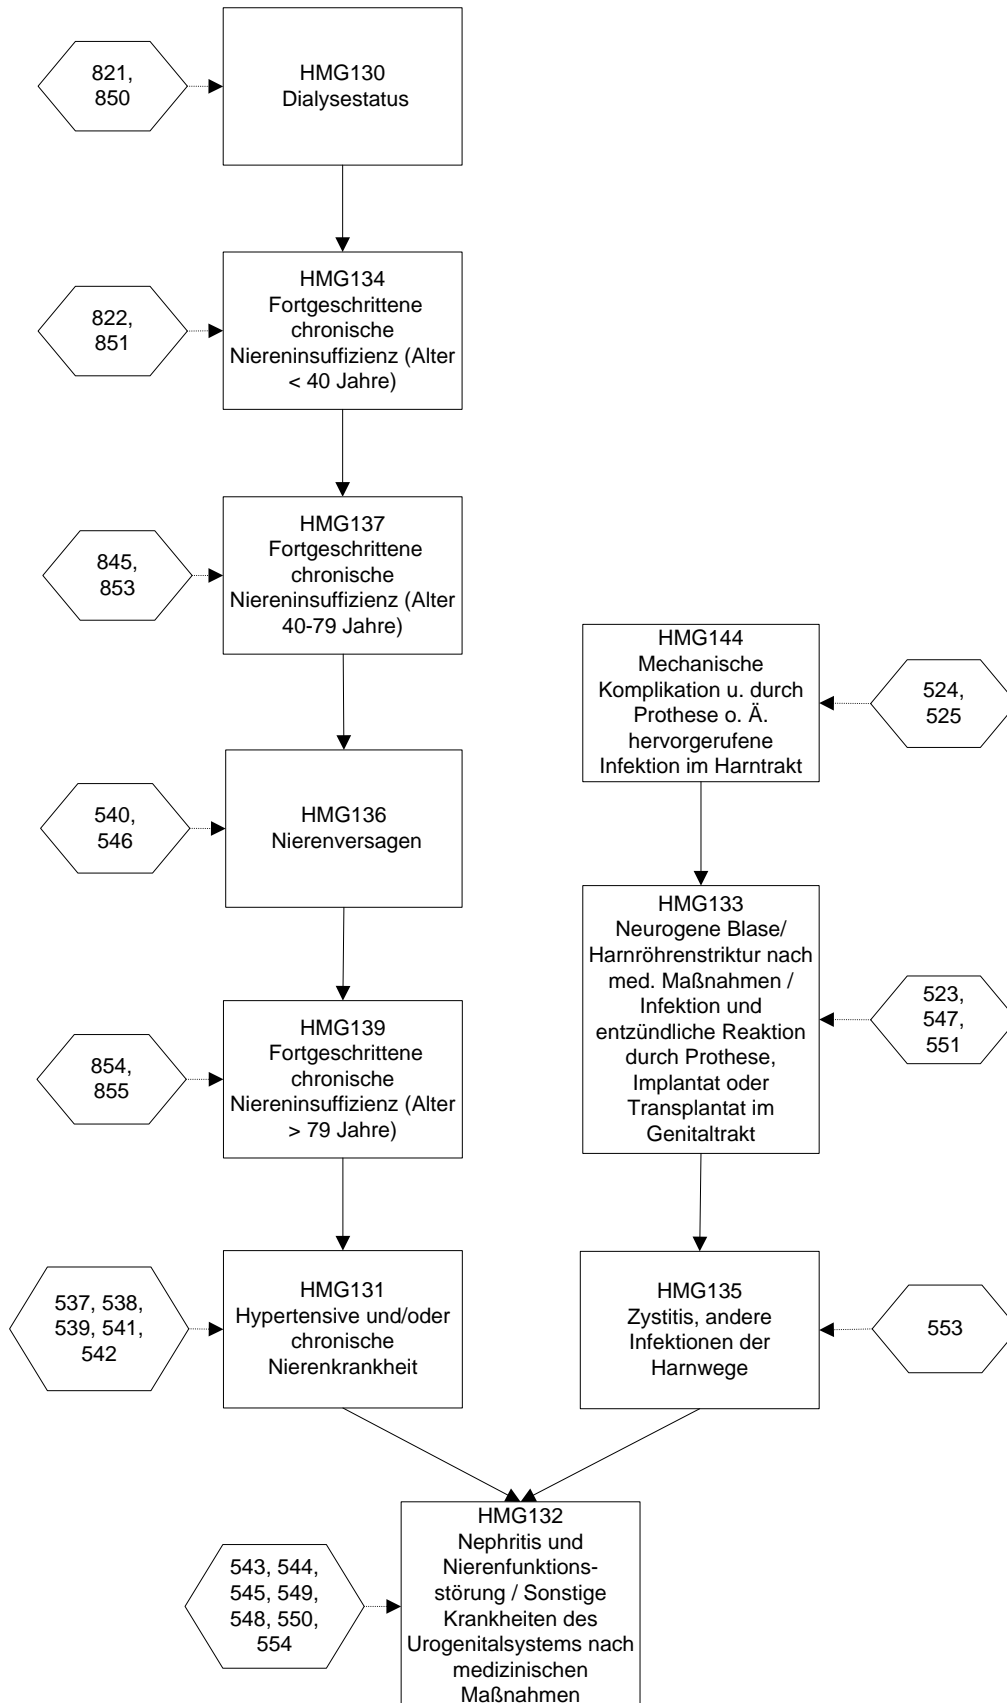 821,
850
HMG130
Dialysestatus
822,
851
HMG134
Fortgeschrittene
chronische
Niereninsuffizienz (Alter
< 40 Jahre)
845,
853
HMG137
Fortgeschrittene
chronische
Niereninsuffizienz (Alter
40-79 Jahre)
HMG144
Mechanische
Komplikation u. durch
Prothese o. Ä.
hervorgerufene
Infektion im Harntrakt
524,
525
540,
546
HMG136
Nierenversagen
HMG133
Neurogene Blase/
Harnröhrenstriktur nach
med. Maßnahmen /
Infektion und
entzündliche Reaktion
durch Prothese,
Implantat oder
Transplantat im
Genitaltrakt
523,
547,
551
854,
855
HMG139
Fortgeschrittene
chronische
Niereninsuffizienz (Alter
> 79 Jahre)
537, 538,
539, 541,
542
HMG131
Hypertensive und/oder
chronische
Nierenkrankheit
HMG135
Zystitis, andere
Infektionen der
Harnwege
553
543, 544,
545, 549,
548, 550,
554
HMG132
Nephritis und
Nierenfunktions-
störung / Sonstige
Krankheiten des
Urogenitalsystems nach
medizinischen
Maßnahmen